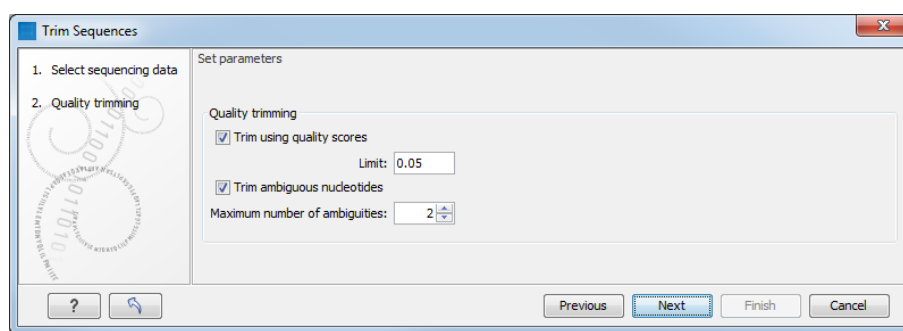 Trim Sequences
1. Select sequencing data
2. Quality trimming
Set parameters
Quality trimming
Trim using quality scores
Limit: 0.05
Trim ambiguous nucleotides
Maximum number of ambiguities: 2
?
Previous
Next
Finish
Cancel